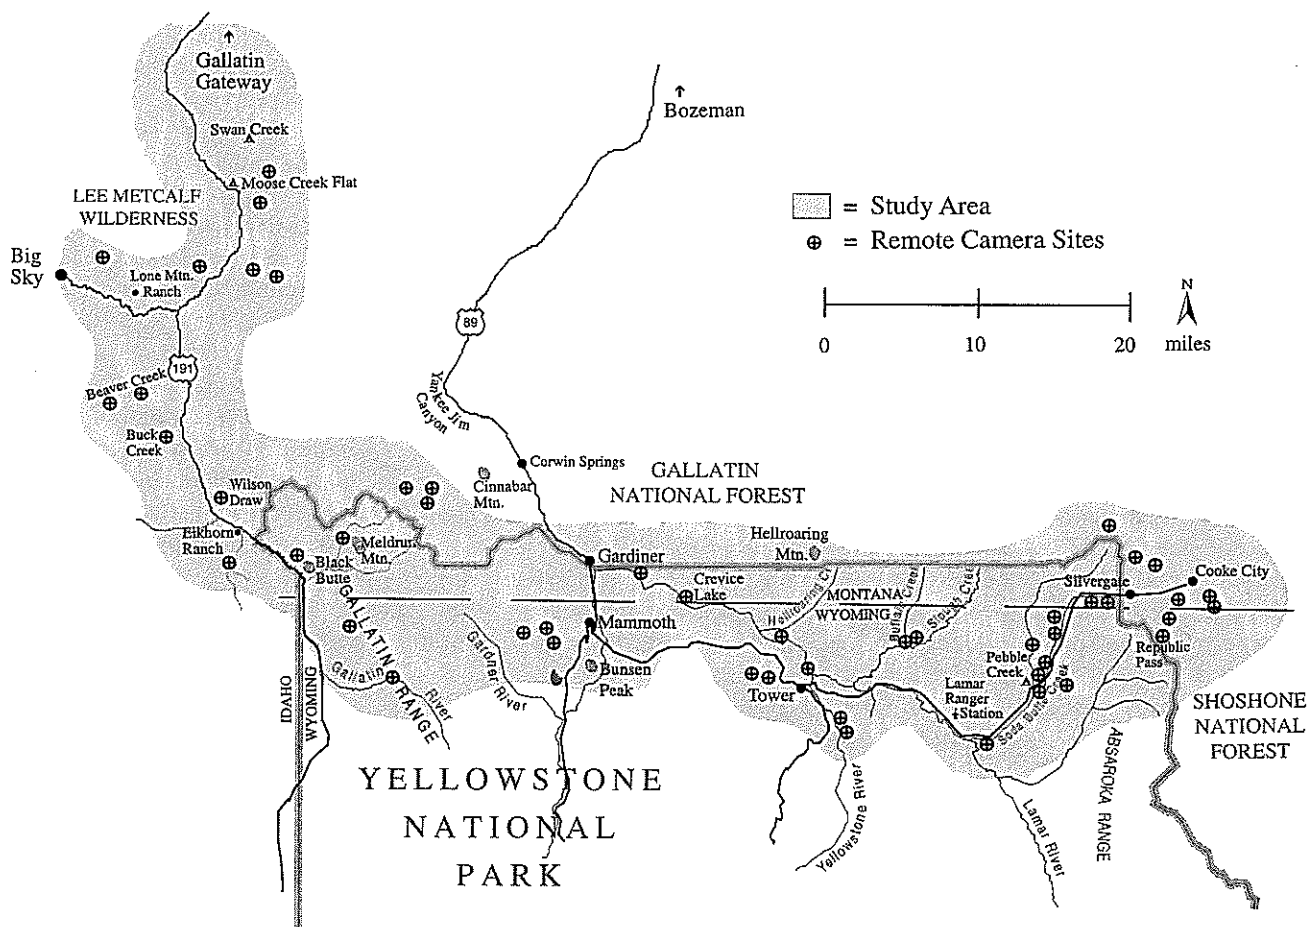 Gallatin
Gateway
Swan Creek
Moose Creek Flat
LEE METCALF
WILDERNESS
Big
Sky
Lone Mtn.
Ranch
191
Beaver Creek
Buck
Creek
Wilson
Draw
Elkhorn
Ranch
Bozeman
= Study Area
= Remote Camera Sites
N
0 10 20 miles
89
Yankee Jim
Canyon
Corwin Springs
Cinnabar
Mtn.
GALLATIN
NATIONAL FOREST
Meldrum
Mtn.
Black
Butte
Gardiner
Hellroaring
Mtn.
Crevice
Lake
Hellroaring Cr.
MONTANA
WYOMING
Buffalo Creek
Slough Creek
Silvergate
Cooke City
Mammoth
GALLATIN RANGE
Gallatin River
Gardner River
Bunsen
Peak
Tower
Pebble
Creek
Lamar
Ranger
Station
Soda Butte Creek
Republic
Pass
IDAHO
WYOMING
SHOSHONE
NATIONAL
FOREST
ABSAROKA RANGE
Yellowstone River
Lamar River
YELLOWSTONE
NATIONAL
PARK